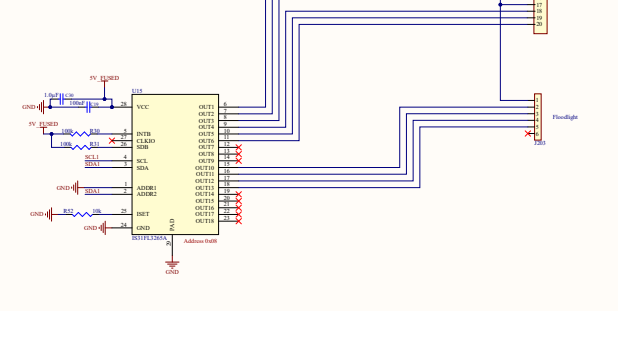 17
18
19
20
5V_FUSED
U15
1.0uF C30
GND
100nF
28 VCC
OUT1 6
OUT2 7
OUT3 8
OUT4 9
OUT5 10
OUT6 11
OUT7 12
OUT8 13
OUT9 14
OUT10 15
OUT11 16
OUT12 17
OUT13 18
OUT14 19
OUT15 20
OUT16 21
OUT17 22
OUT18 23
5V_FUSED
100k R30
5 INTB
27 CLKIO
100k R31
26 SDB
SCL1 4 SCL
SDA1 3 SDA
GND 1 ADDR1
SDA1 2 ADDR2
GND R52 10k 25 ISET
GND 24 GND
PAD
29
IS31FL3265A
Address 0x08
GND
1
2
3
4
5
6
Floodlight
J203